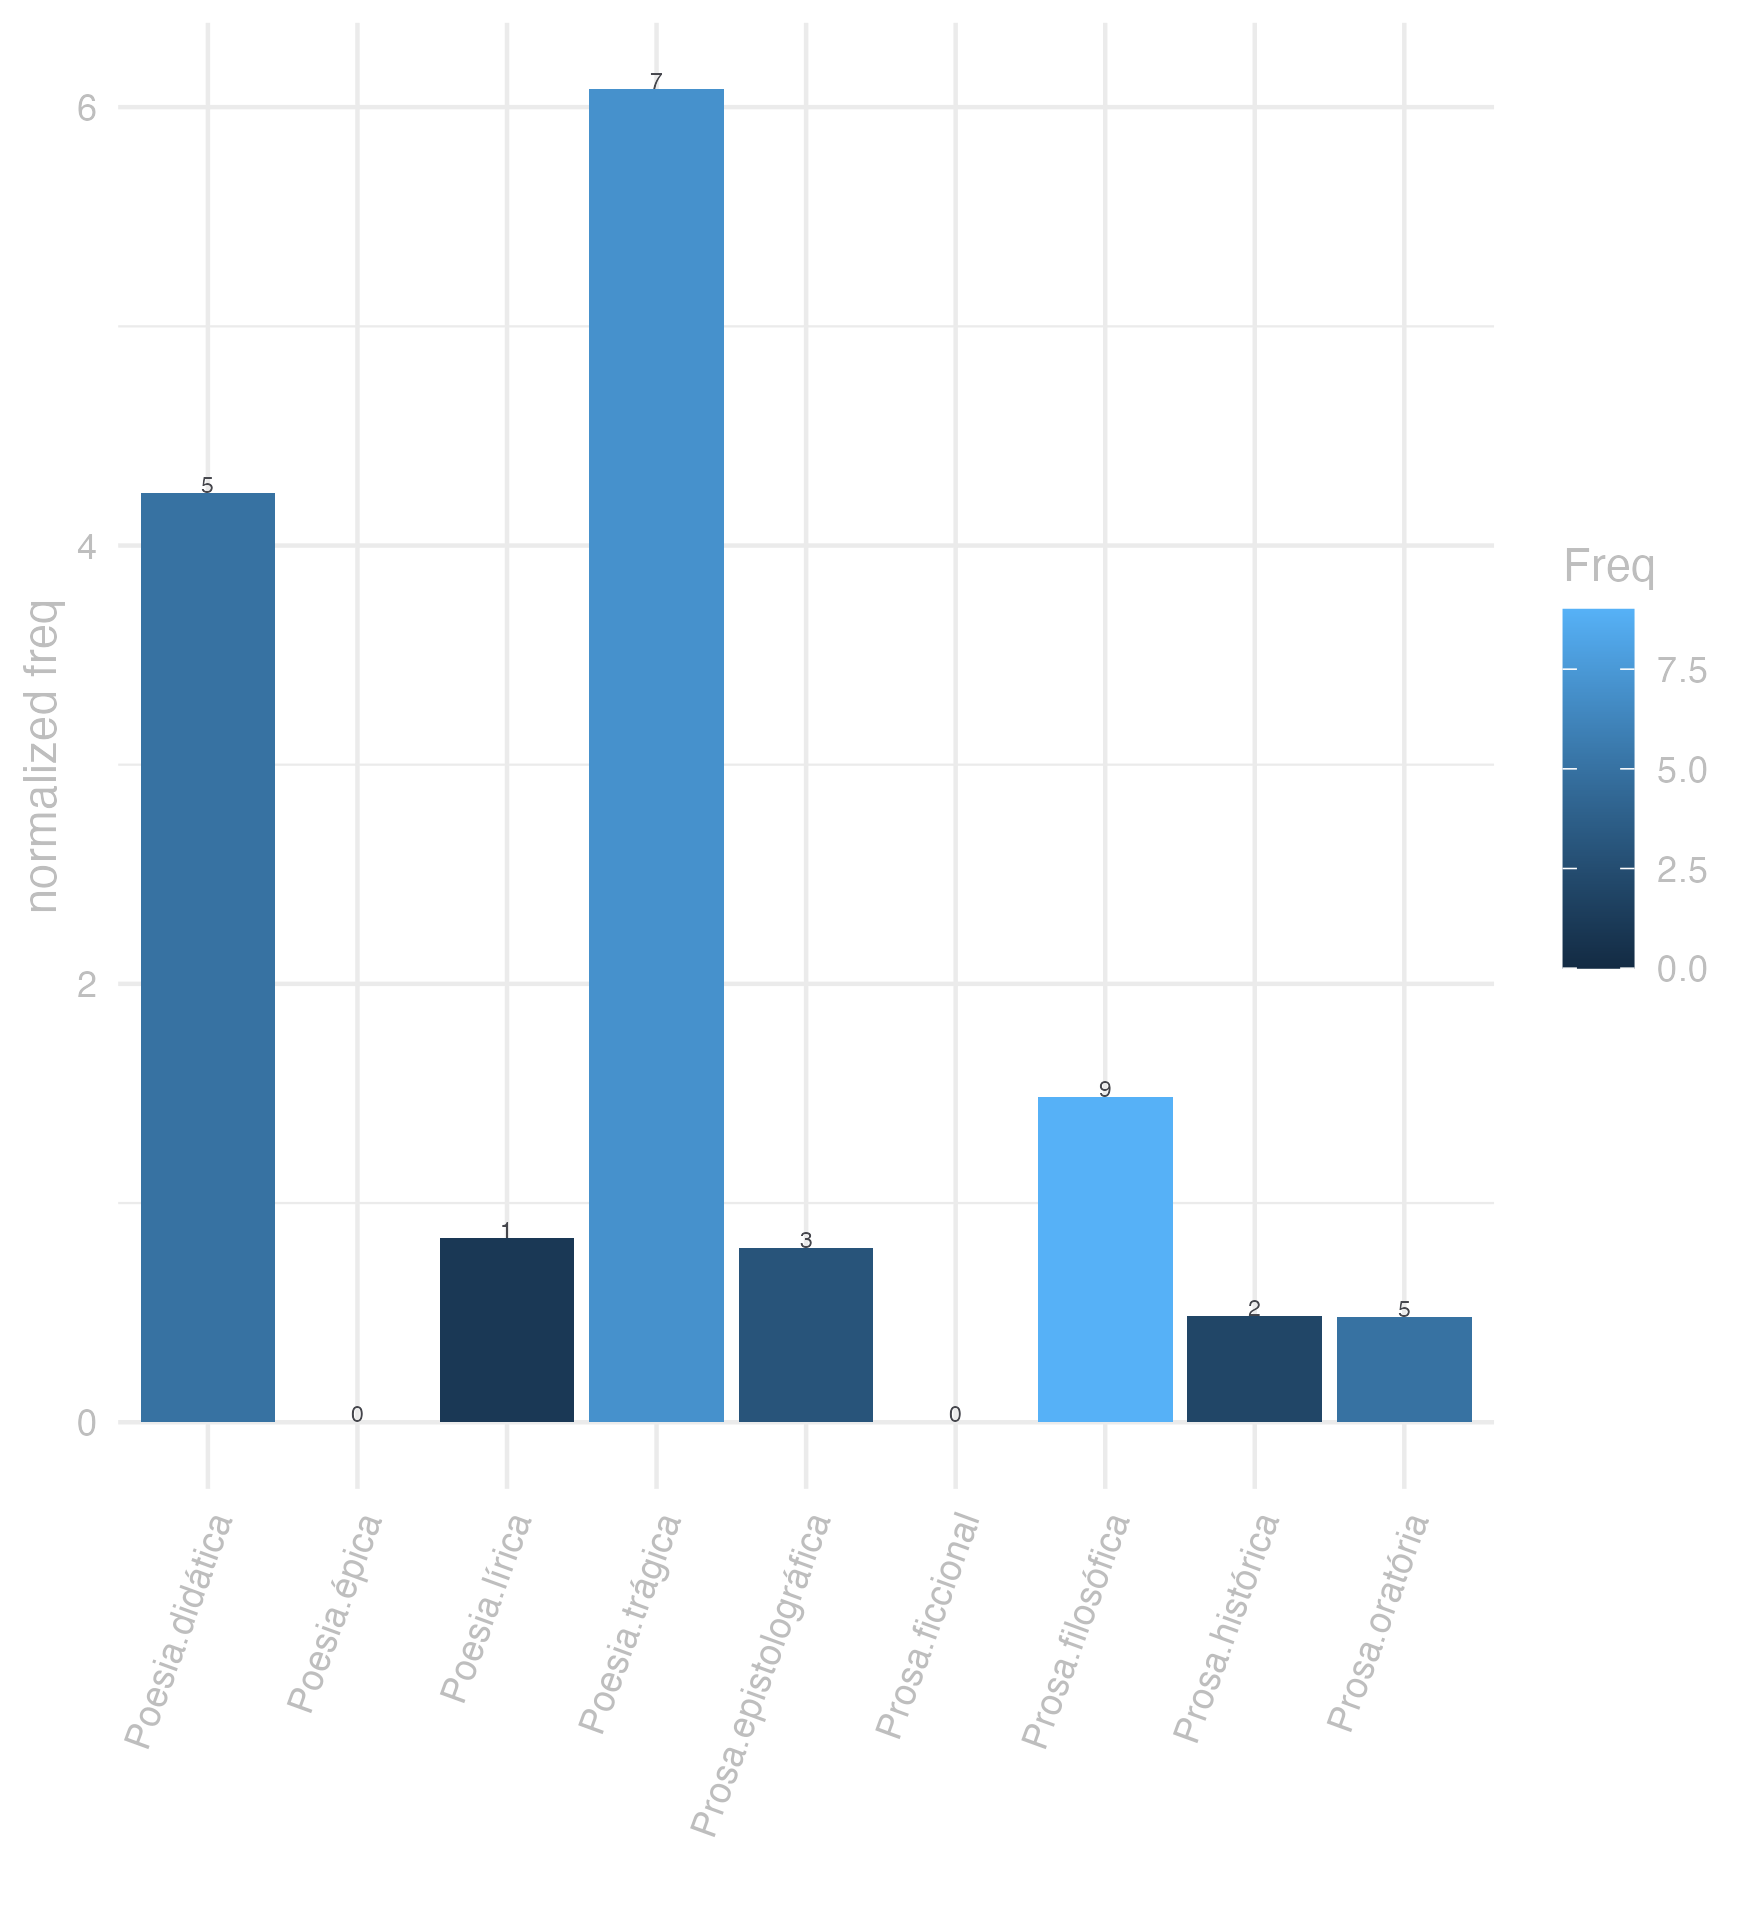 normalized freq
6
4
2
0
5
0
1
7
3
0
9
2
5
Poesia.didática
Poesia.épica
Poesia.lírica
Poesia.trágica
Prosa.epistolográfica
Prosa.ficcional
Prosa.filosófica
Prosa.histórica
Prosa.oratória
Freq
7.5
5.0
2.5
0.0